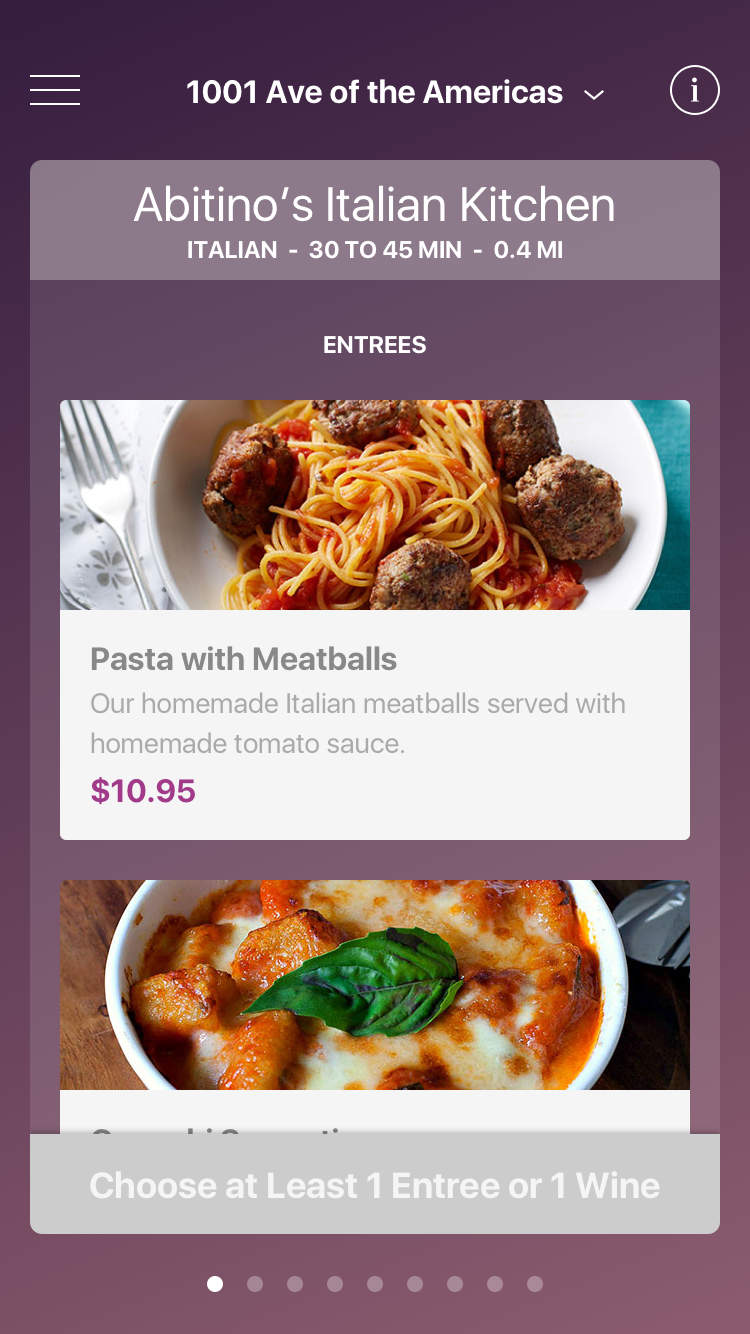 1001 Ave of the Americas
i
Abitino’s Italian Kitchen
ITALIAN - 30 TO 45 MIN - 0.4 MI
ENTREES
Pasta with Meatballs
Our homemade Italian meatballs served with
homemade tomato sauce.
$10.95
Choose at Least 1 Entree or 1 Wine